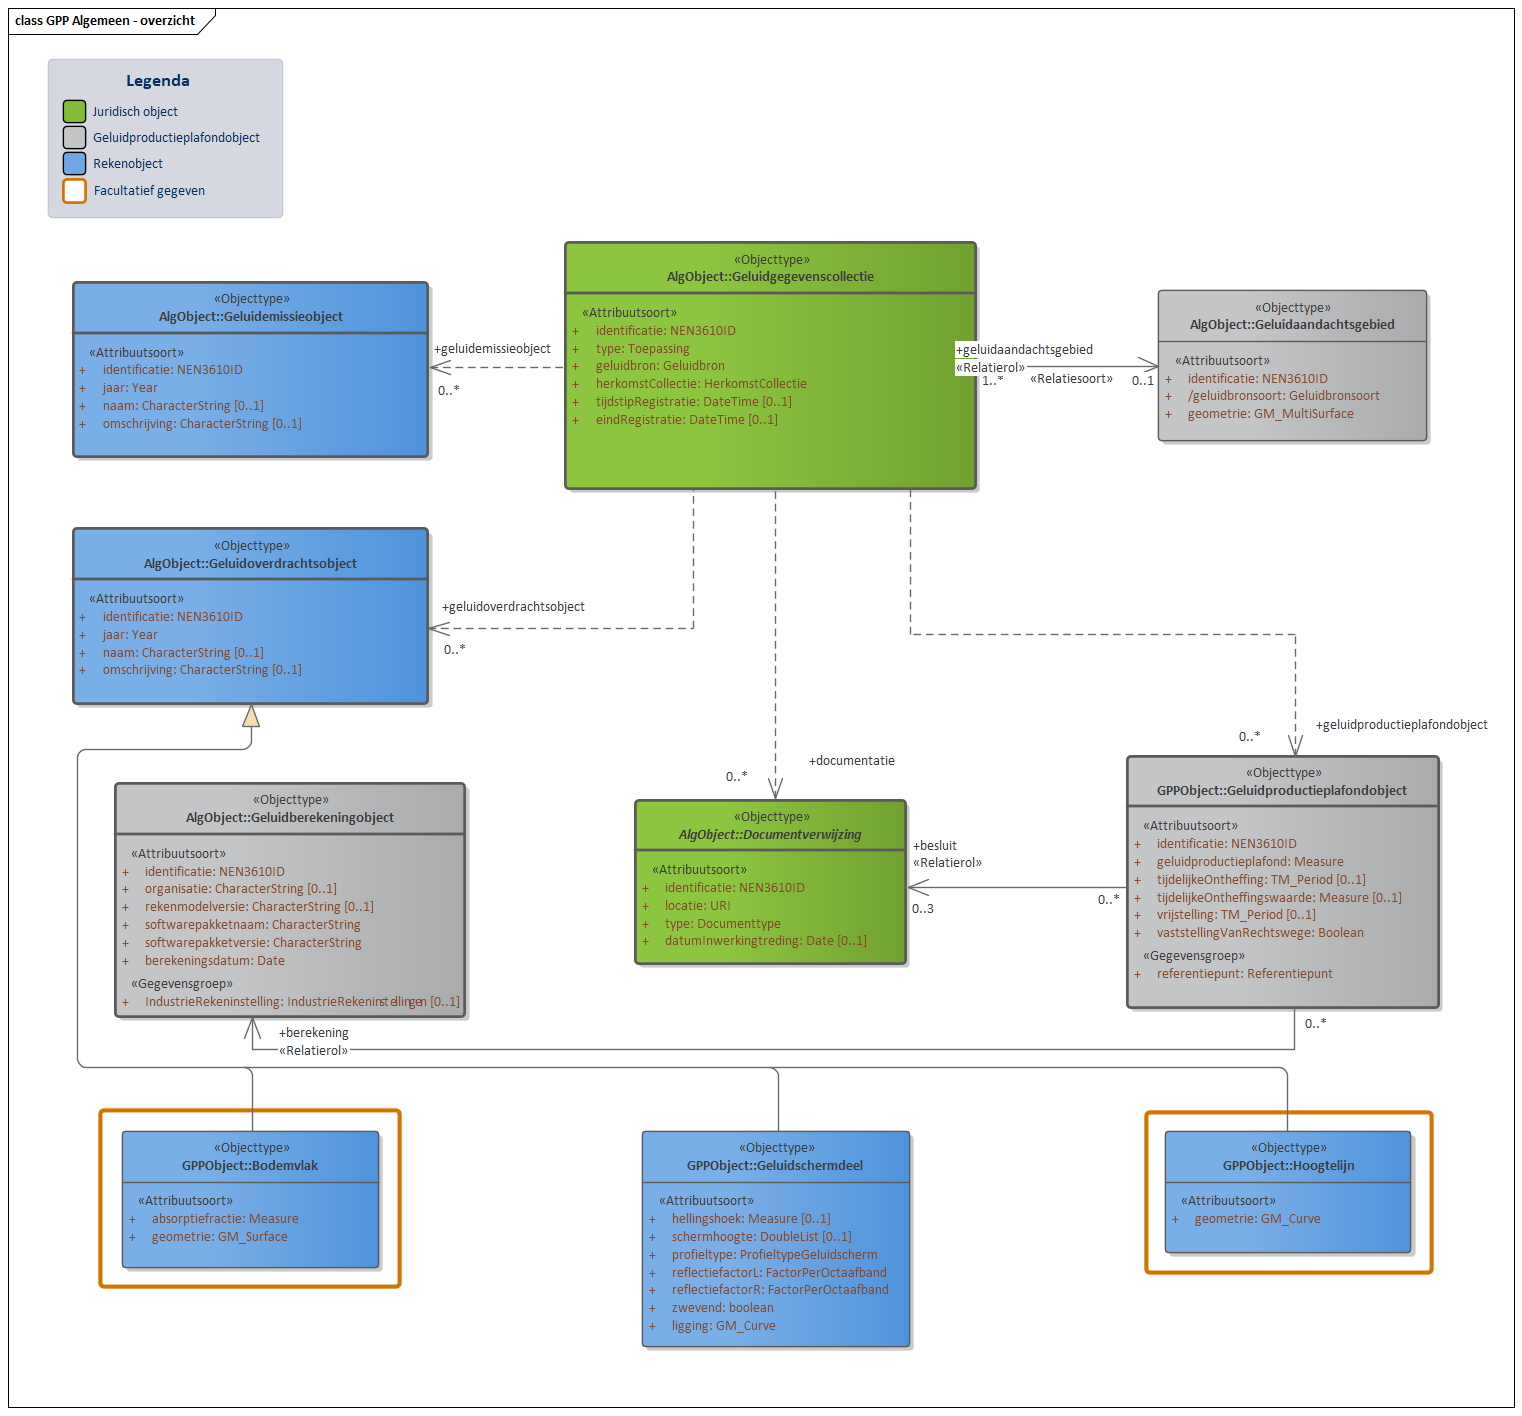 class GPP Algemeen - overzicht
Legenda
Juridisch object
Geluidproductieplafondobject
Rekenobject
Facultatief gegeven
«Objecttype»
AlgObject::Geluidgegevenscollectie
«Attribuutsoort»
+ identificatie: NEN3610ID
+ type: Toepassing
+ geluidbron: Geluidbron
+ herkomstCollectie: HerkomstCollectie
+ tijdstipRegistratie: DateTime [0..1]
+ eindRegistratie: DateTime [0..1]
«Objecttype»
AlgObject::Geluidemissieobject
«Attribuutsoort»
+ identificatie: NEN3610ID
+ jaar: Year
+ naam: CharacterString [0..1]
+ omschrijving: CharacterString [0..1]
+geluidemissieobject
0..*
+geluidaandachtsgebied
«Relatierol»
1..*
«Relatiesoort»
0..1
«Objecttype»
AlgObject::Geluidaandachtsgebied
«Attribuutsoort»
+ identificatie: NEN3610ID
+ /geluidbronsoort: Geluidbronsoort
+ geometrie: GM_MultiSurface
«Objecttype»
AlgObject::Geluidoverdrachtsobject
«Attribuutsoort»
+ identificatie: NEN3610ID
+ jaar: Year
+ naam: CharacterString [0..1]
+ omschrijving: CharacterString [0..1]
+geluidoverdrachtsobject
0..*
+geluidproductieplafondobject
0..*
+documentatie
0..*
«Objecttype»
AlgObject::Geluidberekeningobject
«Attribuutsoort»
+ identificatie: NEN3610ID
+ organisatie: CharacterString [0..1]
+ rekenmodelversie: CharacterString [0..1]
+ softwarepakketnaam: CharacterString
+ softwarepakketversie: CharacterString
+ berekeningsdatum: Date
«Gegevensgroep»
+ IndustrieRekeninstelling: IndustrieRekeninstellingen [0..1]
«Objecttype»
AlgObject::Documentverwijzing
«Attribuutsoort»
+ identificatie: NEN3610ID
+ locatie: URI
+ type: Documenttype
+ datumInwerkingtreding: Date [0..1]
+besluit
«Relatierol»
0..3
0..*
«Objecttype»
GPPObject::Geluidproductieplafondobject
«Attribuutsoort»
+ identificatie: NEN3610ID
+ geluidproductieplafond: Measure
+ tijdelijkeOntheffing: TM_Period [0..1]
+ tijdelijkeOntheffingswaarde: Measure [0..1]
+ vrijstelling: TM_Period [0..1]
+ vaststellingVanRechtswege: Boolean
«Gegevensgroep»
+ referentiepunt: Referentiepunt
0..*
+berekening
«Relatierol»
«Objecttype»
GPPObject::Bodemvlak
«Attribuutsoort»
+ absorptiefractie: Measure
+ geometrie: GM_Surface
«Objecttype»
GPPObject::Geluidschermdeel
«Attribuutsoort»
+ hellingshoek: Measure [0..1]
+ schermhoogte: DoubleList [0..1]
+ profieltype: ProfieltypeGeluidscherm
+ reflectiefactorL: FactorPerOctaafband
+ reflectiefactorR: FactorPerOctaafband
+ zwevend: boolean
+ ligging: GM_Curve
«Objecttype»
GPPObject::Hoogtelijn
«Attribuutsoort»
+ geometrie: GM_Curve